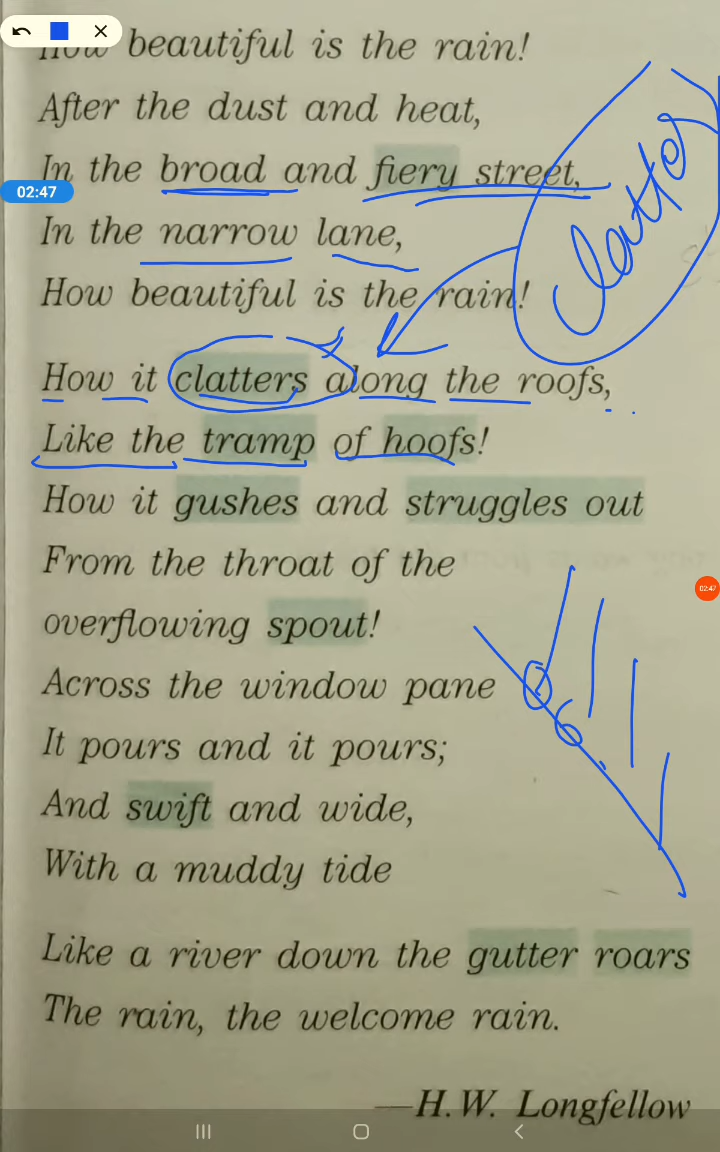 How beautiful is the rain!
After the dust and heat,
In the broad and fiery street,
02:47
In the narrow lane,
How beautiful is the rain!
clatter
How it clatters along the roofs,
Like the tramp of hoofs!
How it gushes and struggles out
From the throat of the
02:47
overflowing spout!
Across the window pane
It pours and it pours;
And swift and wide,
With a muddy tide
Like a river down the gutter roars
The rain, the welcome rain.
—H.W. Longfellow